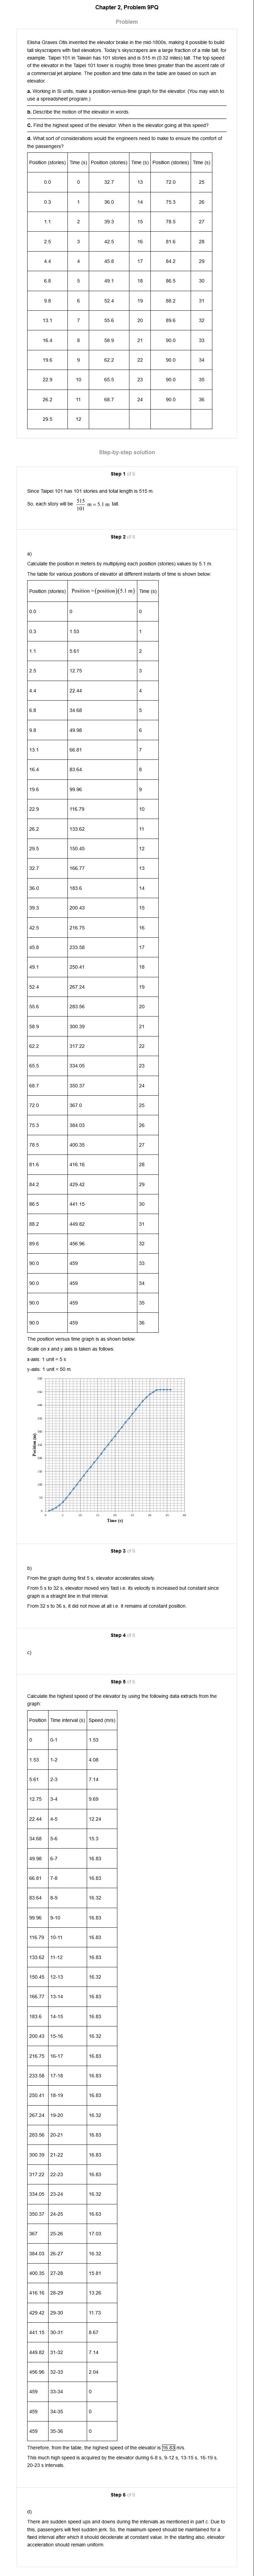 Chapter 2, Problem 9PQ
Problem
Elisha Graves Otis invented the elevator brake in the mid-1800s, making it possible to build
tall skyscrapers with fast elevators. Today's skyscrapers are a large fraction of a mile tall, for
example. Taipei 101 in Taiwan has 101 stories and is 515 m (0.32 miles) tall. The top speed
of the elevator in the Taipei 101 tower is roughly three times greater than the ascent rate of
a commercial jet airplane. The position and time data in the table are based on such an
elevator.
a. Working in SI units, make a position-versus-time graph for the elevator. (You may wish to
use a spreadsheet program.)
b. Describe the motion of the elevator in words.
c. Find the highest speed of the elevator. When is the elevator going at this speed?
d. What sort of considerations would the engineers need to make to ensure the comfort of
the passengers?
Position (stories) Time (s) Position (stories) Time (s) Position (stories) Time (s)
0.0 0 32.7 13 72.0 25
0.3 1 36.0 14 75.3 26
1.1 2 39.3 15 78.5 27
2.5 3 42.5 16 81.6 28
4.4 4 45.8 17 84.2 29
6.8 5 49.1 18 86.5 30
9.8 6 52.4 19 88.2 31
13.1 7 55.6 20 89.6 32
16.4 8 58.9 21 90.0 33
19.6 9 62.2 22 90.0 34
22.9 10 65.5 23 90.0 35
26.2 11 68.7 24 90.0 36
29.5 12
Step-by-step solution
Step 1 of 6
Since Taipei 101 has 101 stories and total length is 515 m.
So, each story will be 515/101 m = 5.1 m tall.
Step 2 of 6
a)
Calculate the position in meters by multiplying each position (stories) values by 5.1 m.
The table for various positions of elevator at different instants of time is shown below:
Position (stories) Position =(position)(5.1 m) Time (s)
0.0 0 0
0.3 1.53 1
1.1 5.61 2
2.5 12.75 3
4.4 22.44 4
6.8 34.68 5
9.8 49.98 6
13.1 66.81 7
16.4 83.64 8
19.6 99.96 9
22.9 116.79 10
26.2 133.62 11
29.5 150.45 12
32.7 166.77 13
36.0 183.6 14
39.3 200.43 15
42.5 216.75 16
45.8 233.58 17
49.1 250.41 18
52.4 267.24 19
55.6 283.56 20
58.9 300.39 21
62.2 317.22 22
65.5 334.05 23
68.7 350.37 24
72.0 367.0 25
75.3 384.03 26
78.5 400.35 27
81.6 416.16 28
84.2 429.42 29
86.5 441.15 30
88.2 449.82 31
89.6 456.96 32
90.0 459 33
90.0 459 34
90.0 459 35
90.0 459 36
The position versus time graph is as shown below:
Scale on x and y axis is taken as follows:
x-axis: 1 unit = 5 s
y-axis: 1 unit = 50 m
Position (m)
Time (s)
Step 3 of 6
b)
From the graph during first 5 s, elevator accelerates slowly.
From 5 s to 32 s, elevator moved very fast i.e. its velocity is increased but constant since
graph is a straight line in that interval.
From 32 s to 36 s, it did not move at all i.e. it remains at constant position.
Step 4 of 6
c)
Step 5 of 6
Calculate the highest speed of the elevator by using the following data extracts from the
graph:
Position Time interval (s) Speed (m/s)
0 0-1 1.53
1.53 1-2 4.08
5.61 2-3 7.14
12.75 3-4 9.69
22.44 4-5 12.24
34.68 5-6 15.3
49.98 6-7 16.83
66.81 7-8 16.83
83.64 8-9 16.32
99.96 9-10 16.83
116.79 10-11 16.83
133.62 11-12 16.83
150.45 12-13 16.32
166.77 13-14 16.83
183.6 14-15 16.83
200.43 15-16 16.32
216.75 16-17 16.83
233.58 17-18 16.83
250.41 18-19 16.83
267.24 19-20 16.32
283.56 20-21 16.83
300.39 21-22 16.83
317.22 22-23 16.83
334.05 23-24 16.32
350.37 24-25 16.63
367 25-26 17.03
384.03 26-27 16.32
400.35 27-28 15.81
416.16 28-29 13.26
429.42 29-30 11.73
441.15 30-31 8.67
449.82 31-32 7.14
456.96 32-33 2.04
459 33-34 0
459 34-35 0
459 35-36 0
Therefore, from the table, the highest speed of the elevator is 16.83 m/s.
This much high speed is acquired by the elevator during 6-8 s, 9-12 s, 13-15 s, 16-19 s,
20-23 s intervals.
Step 6 of 6
d)
There are sudden speed ups and downs during the intervals as mentioned in part c. Due to
this, passengers will feel sudden jerk. So, the maximum speed should be maintained for a
fixed interval after which it should decelerate at constant value. In the starting also, elevator
acceleration should remain uniform.